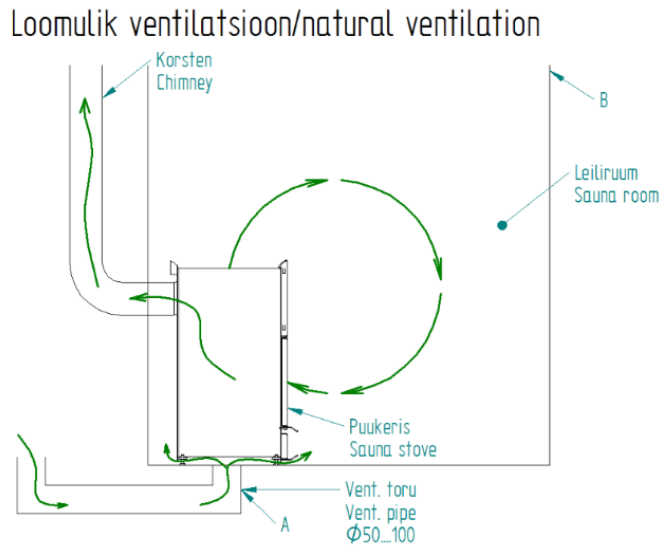 Loomulik ventilatsioon/natural ventilation
Korsten
Chimney
B
Leiliruum
Sauna room
Puukeris
Sauna stove
Vent. toru
Vent. pipe
Φ50....100
A